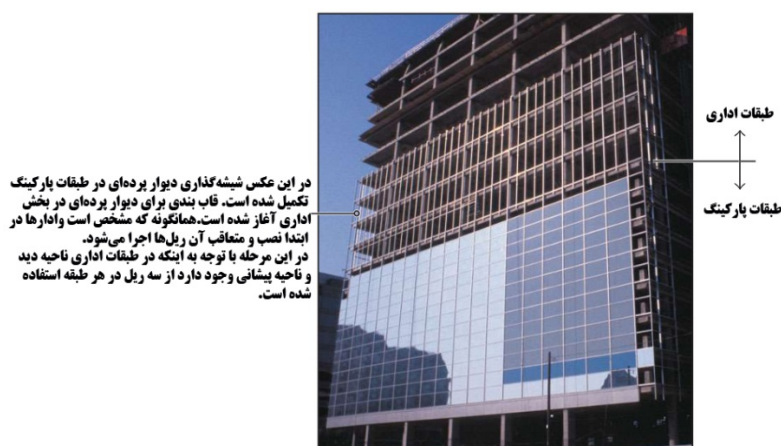 طبقات اداری
طبقات پارکینگ
در این عکس شیشه‌گذاری دیوار پرده‌ای در طبقات پارکینگ
تکمیل شده است. قاب بندی برای دیوار پرده‌ای در بخش
اداری آغاز شده است.همانگونه که مشخص است وادارها در
ابتدا نصب و متعاقب آن ریل‌ها اجرا می‌شود.
در این مرحله با توجه به اینکه در طبقات اداری ناحیه دید
و ناحیه پیشانی وجود دارد از سه ریل در هر طبقه استفاده
شده است.